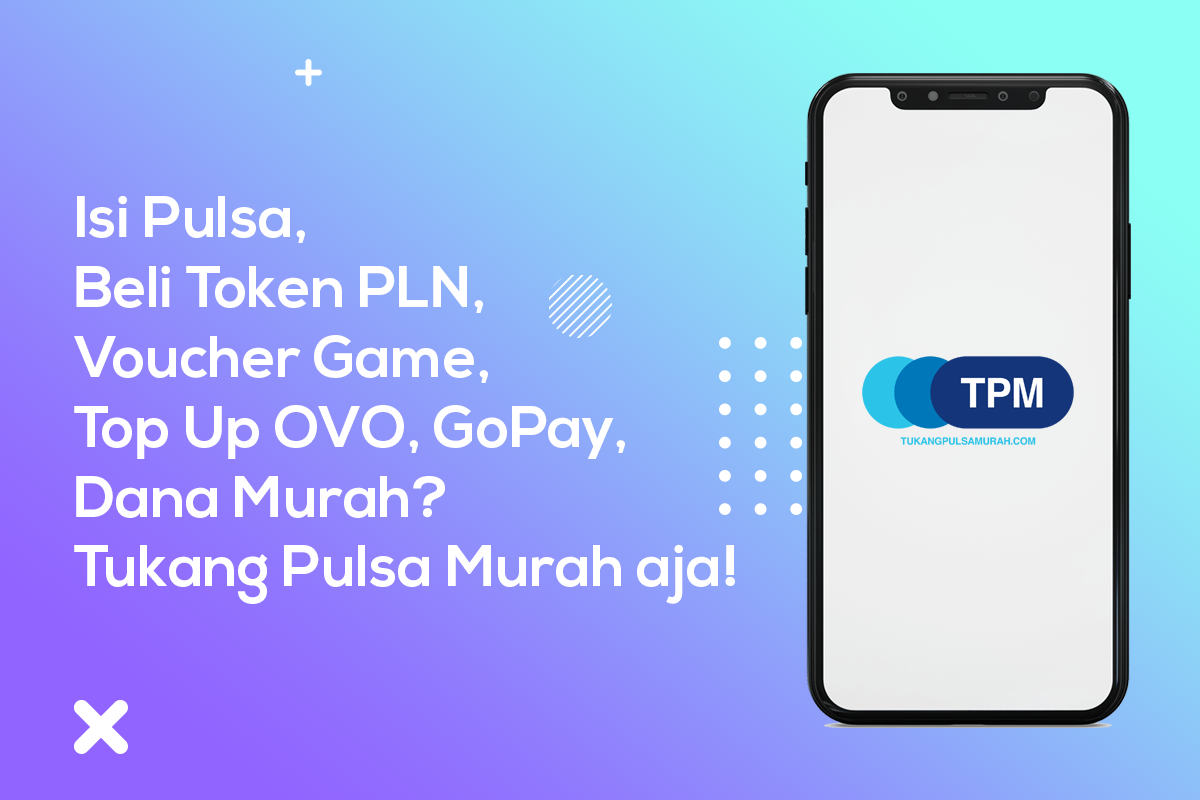 Isi Pulsa,
Beli Token PLN,
Voucher Game,
Top Up OVO, GoPay,
Dana Murah?
Tukang Pulsa Murah aja!
TPM
TUKANGPULSAMURAH.COM